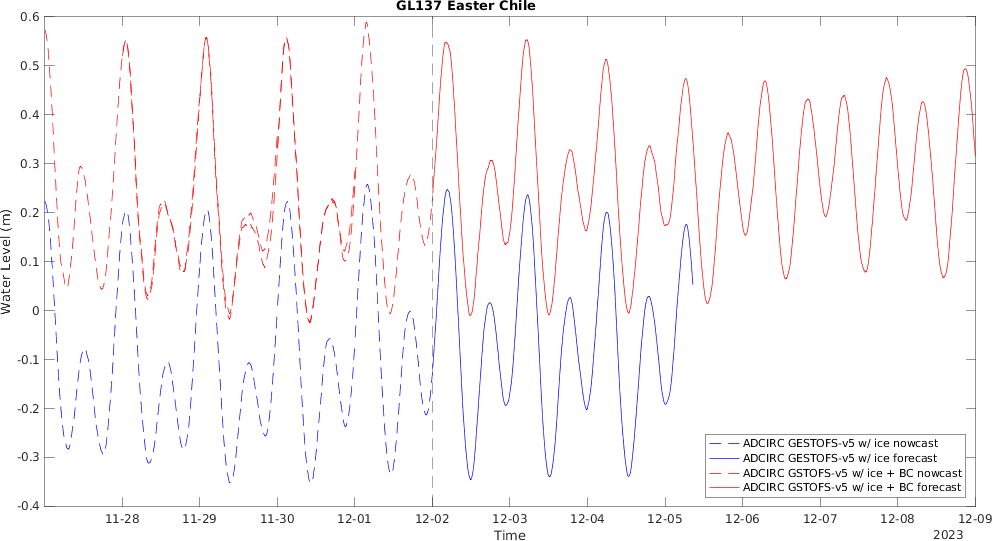 GL137 Easter Chile
Water Level (m)
0.6
0.5
0.4
0.3
0.2
0.1
0
-0.1
-0.2
-0.3
-0.4
ADCIRC GESTOFS-v5 w/ ice nowcast
ADCIRC GESTOFS-v5 w/ ice forecast
ADCIRC GSTOFS-v5 w/ ice + BC nowcast
ADCIRC GSTOFS-v5 w/ ice + BC forecast
11-28 11-29 11-30 12-01 12-02 12-03 12-04 12-05 12-06 12-07 12-08 12-09
Time
2023